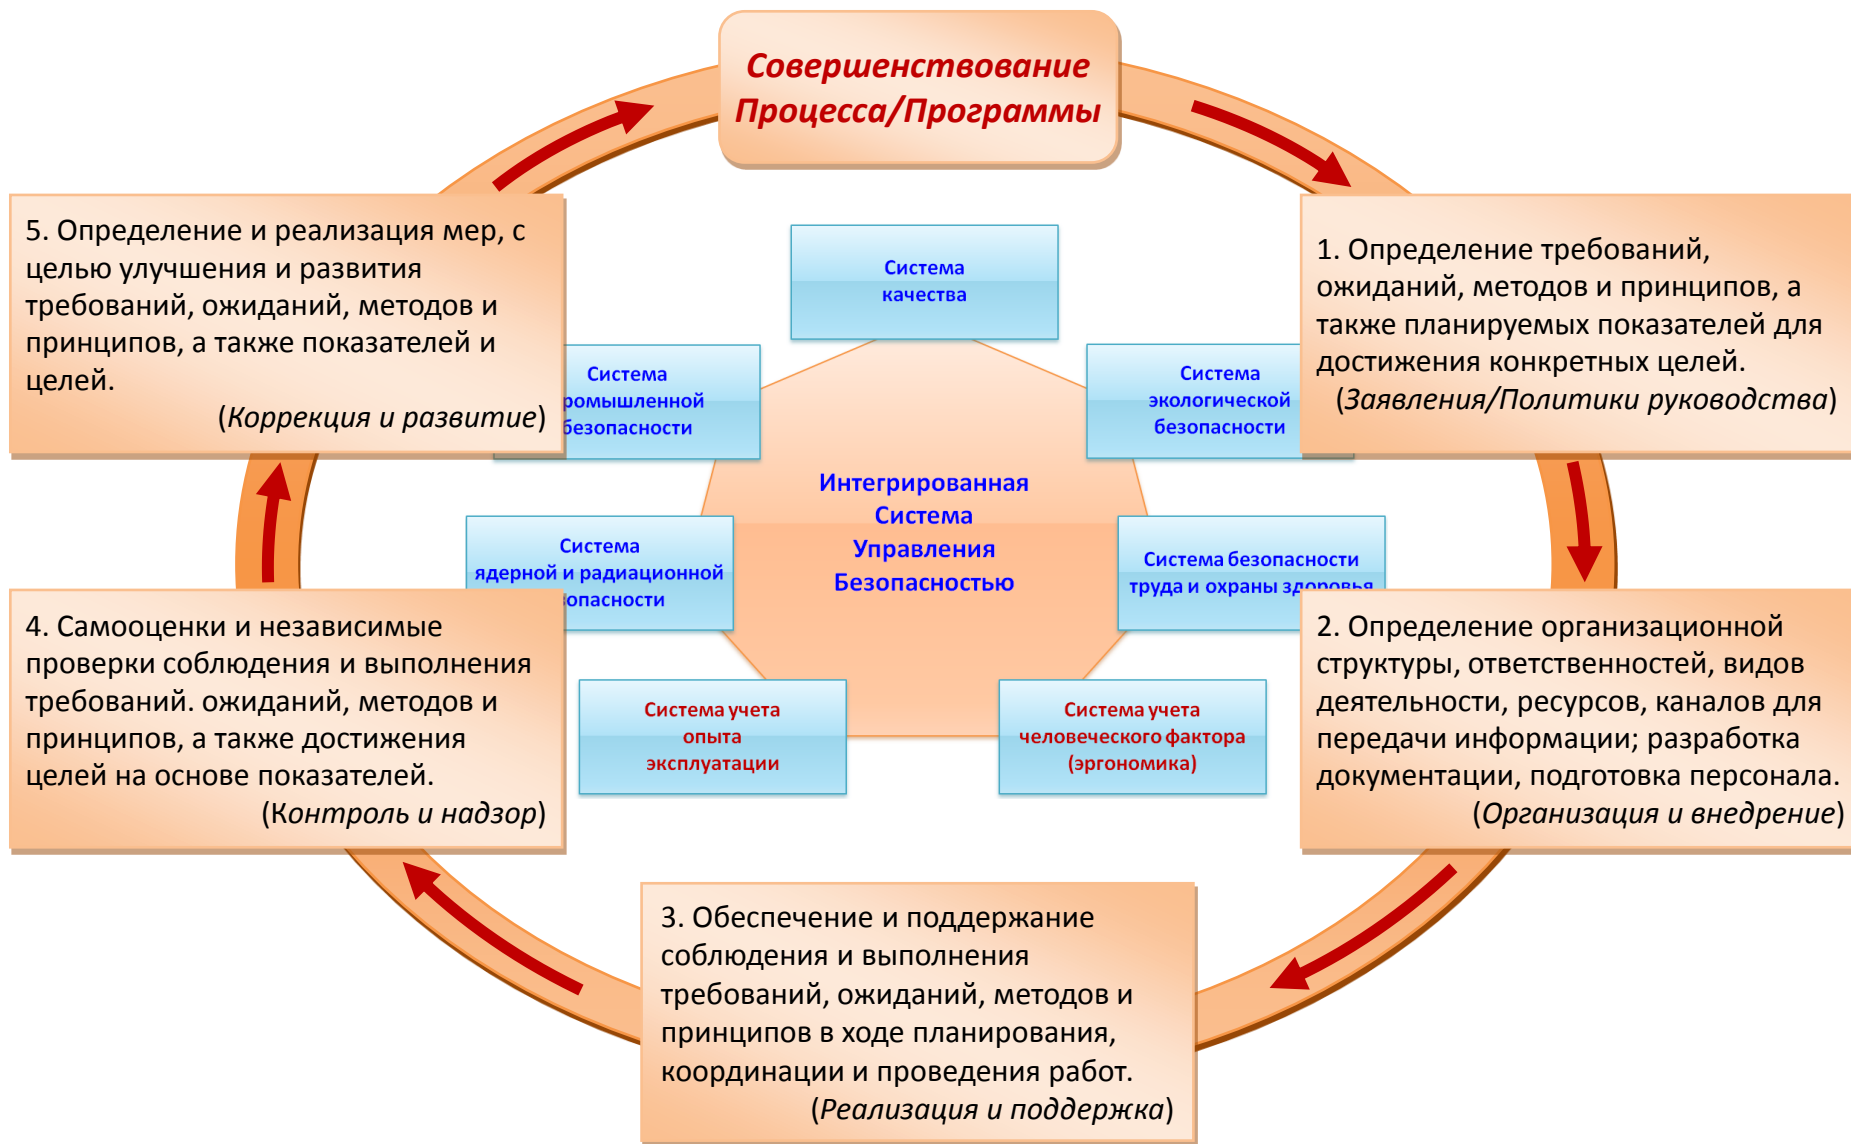 Совершенствование
Процесса/Программы
5. Определение и реализация мер, с
целью улучшения и развития
требований, ожиданий, методов и
принципов, а также показателей и
целей.
(Коррекция и развитие)
1. Определение требований,
ожиданий, методов и принципов, а
также планируемых показателей для
достижения конкретных целей.
(Заявления/Политики руководства)
Система
качества
Система
ромышленной
безопасности
Система
экологической
безопасности
Интегрированная
Система
Управления
Безопасностью
Система
ядерной и радиационной
зопасности
Система безопасности
труда и охраны здоровья
4. Самооценки и независимые
проверки соблюдения и выполнения
требований. ожиданий, методов и
принципов, а также достижения
целей на основе показателей.
(Контроль и надзор)
2. Определение организационной
структуры, ответственностей, видов
деятельности, ресурсов, каналов для
передачи информации; разработка
документации, подготовка персонала.
(Организация и внедрение)
Система учета
опыта
эксплуатации
Система учета
человеческого фактора
(эргономика)
3. Обеспечение и поддержание
соблюдения и выполнения
требований, ожиданий, методов и
принципов в ходе планирования,
координации и проведения работ.
(Реализация и поддержка)